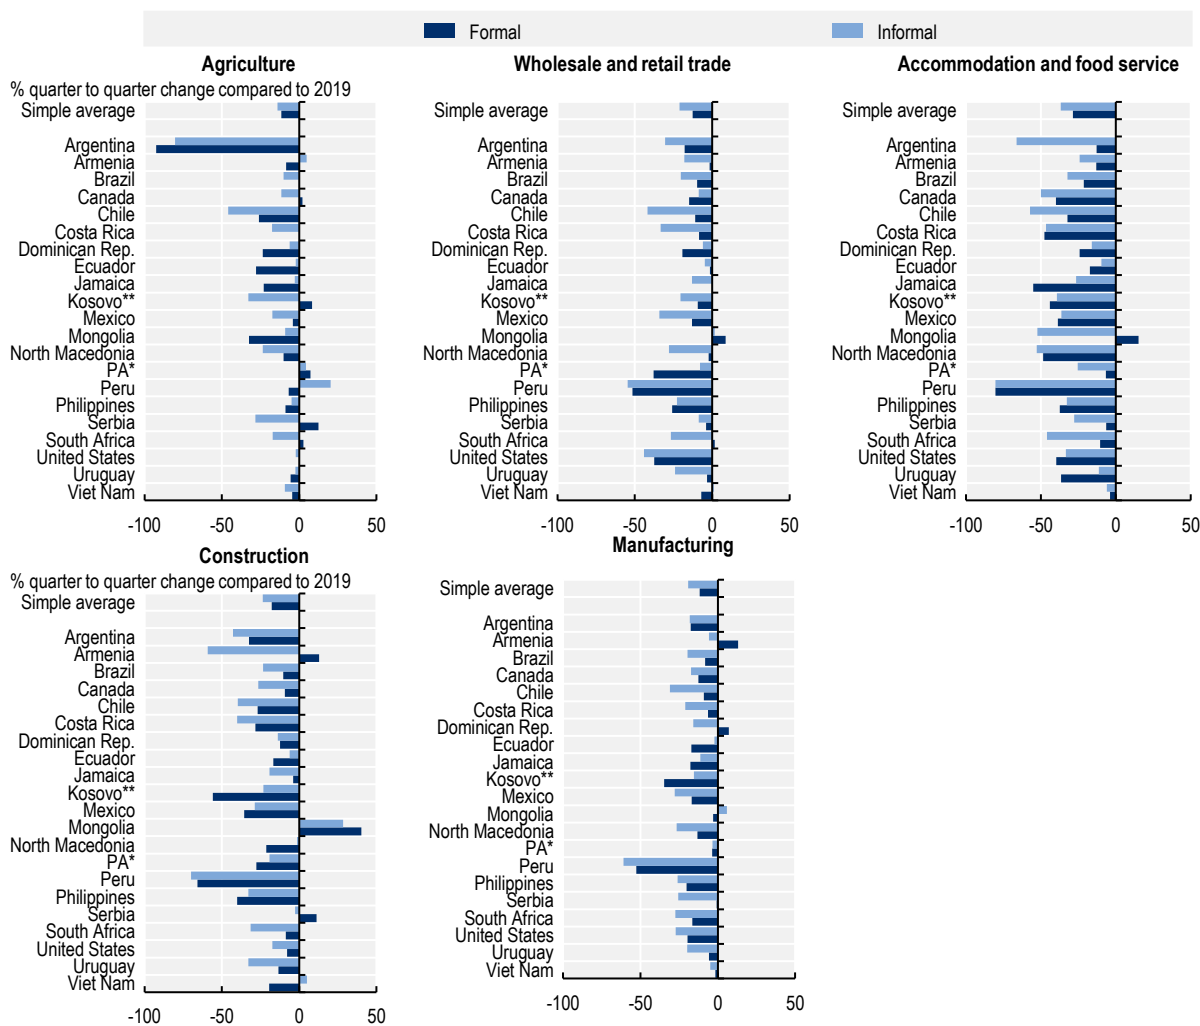 Formal
Informal
Agriculture
% quarter to quarter change compared to 2019
Simple average
Argentina
Armenia
Brazil
Canada
Chile
Costa Rica
Dominican Rep.
Ecuador
Jamaica
Kosovo**
Mexico
Mongolia
North Macedonia
PA*
Peru
Philippines
Serbia
South Africa
United States
Uruguay
Viet Nam
-100 -50 0 50
Wholesale and retail trade
Simple average
Argentina
Armenia
Brazil
Canada
Chile
Costa Rica
Dominican Rep.
Ecuador
Jamaica
Kosovo**
Mexico
Mongolia
North Macedonia
PA*
Peru
Philippines
Serbia
South Africa
United States
Uruguay
Viet Nam
-100 -50 0 50
Accommodation and food service
Simple average
Argentina
Armenia
Brazil
Canada
Chile
Costa Rica
Dominican Rep.
Ecuador
Jamaica
Kosovo**
Mexico
Mongolia
North Macedonia
PA*
Peru
Philippines
Serbia
South Africa
United States
Uruguay
Viet Nam
-100 -50 0 50
Construction
% quarter to quarter change compared to 2019
Simple average
Argentina
Armenia
Brazil
Canada
Chile
Costa Rica
Dominican Rep.
Ecuador
Jamaica
Kosovo**
Mexico
Mongolia
North Macedonia
PA*
Peru
Philippines
Serbia
South Africa
United States
Uruguay
Viet Nam
-100 -50 0 50
Manufacturing
Simple average
Argentina
Armenia
Brazil
Canada
Chile
Costa Rica
Dominican Rep.
Ecuador
Jamaica
Kosovo**
Mexico
Mongolia
North Macedonia
PA*
Peru
Philippines
Serbia
South Africa
United States
Uruguay
Viet Nam
-100 -50 0 50